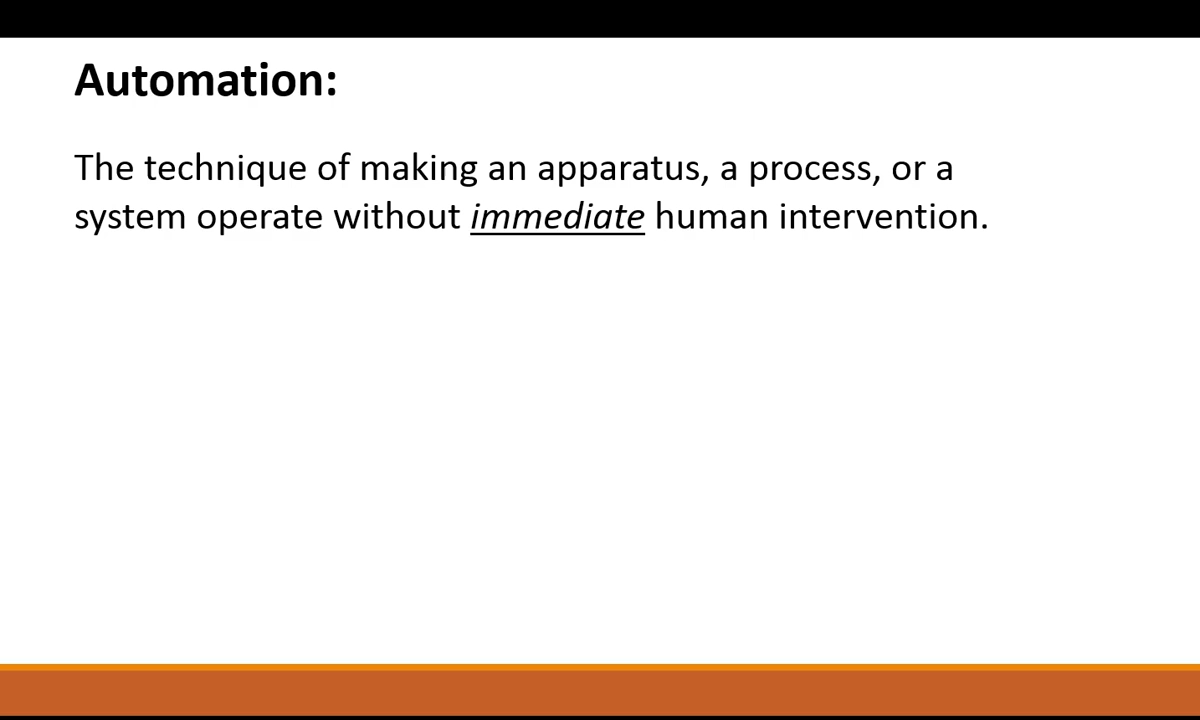 Automation:
The technique of making an apparatus, a process, or a
system operate without immediate human intervention.